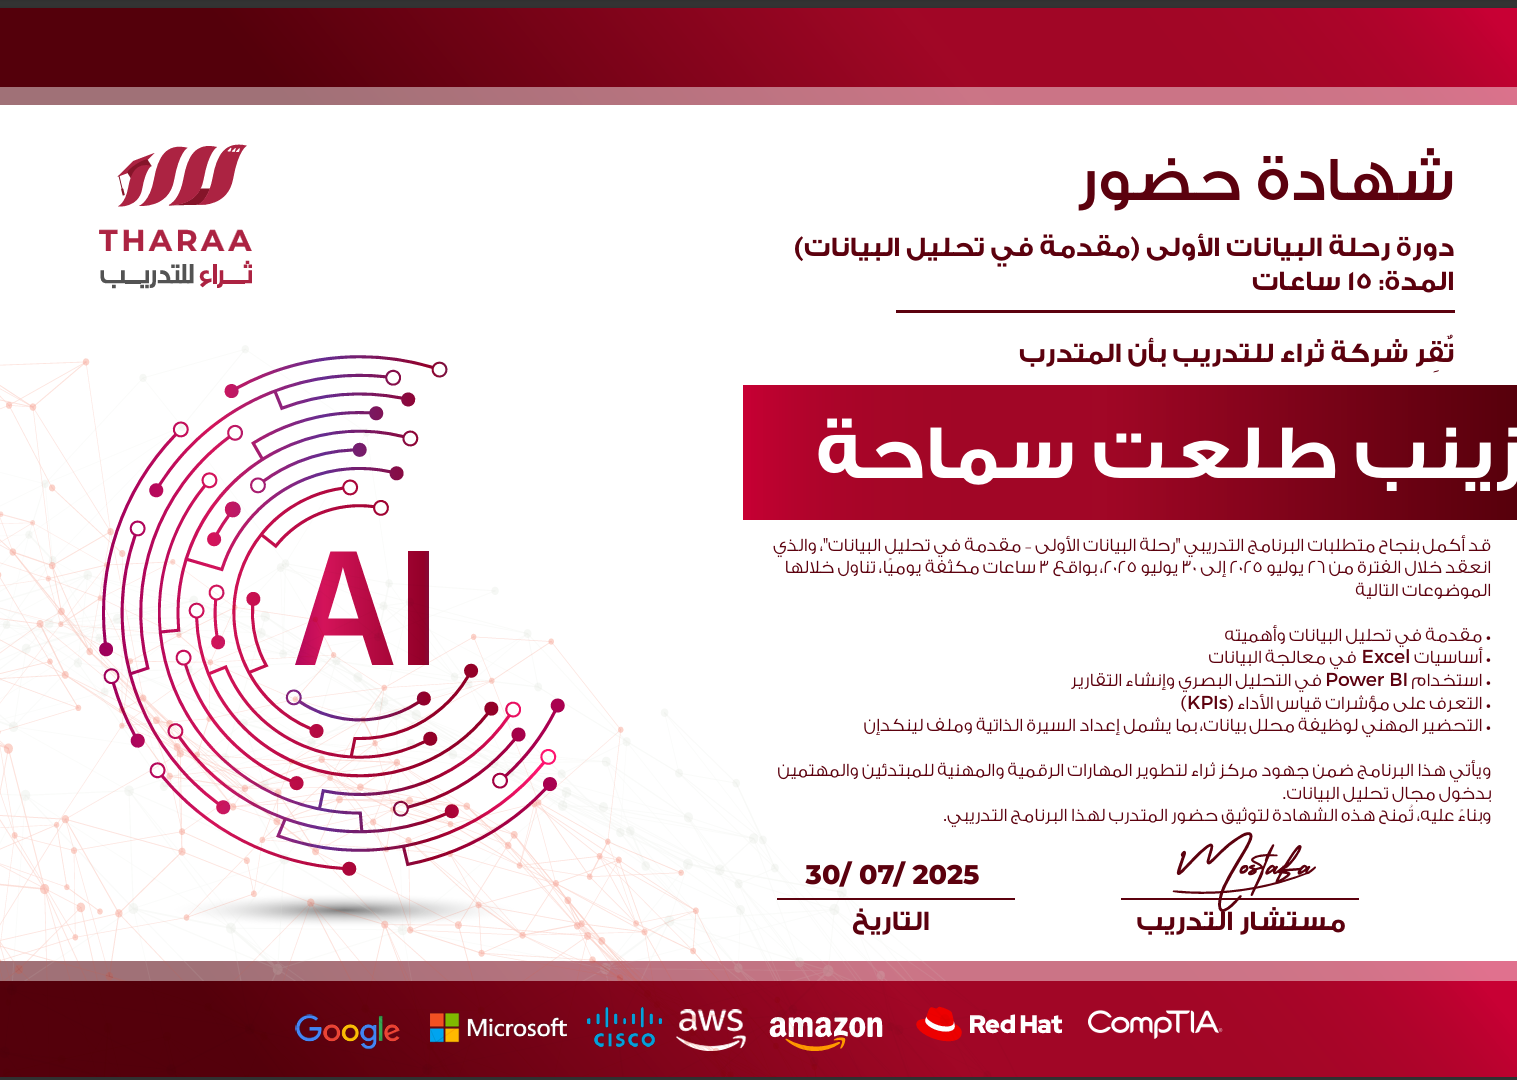 THARAA
ثراء للتدريب
شهادة حضور
دورة رحلة البيانات الأولى (مقدمة في تحليل البيانات)
المدة: ١٥ ساعات
تُقِر شركة ثراء للتدريب بأن المتدرب
زينب طلعت سماحة
قد أكمل بنجاح متطلبات البرنامج التدريبي "رحلة البيانات الأولى - مقدمة في تحليل البيانات"، والذي
انعقد خلال الفترة من ٢٦ يوليو ٢٠٢٥ إلى ٣٠ يوليو ٢٠٢٥، بواقع ٣ ساعات مكثفة يوميًا، تناول خلالها
الموضوعات التالية
• مقدمة في تحليل البيانات وأهميته
• أساسيات Excel في معالجة البيانات
• استخدام Power BI في التحليل البصري وإنشاء التقارير
• التعرف على مؤشرات قياس الأداء (KPIs)
• التحضير المهني لوظيفة محلل بيانات، بما يشمل إعداد السيرة الذاتية وملف لينكدإن
ويأتي هذا البرنامج ضمن جهود مركز ثراء لتطوير المهارات الرقمية والمهنية للمبتدئين والمهتمين
بدخول مجال تحليل البيانات.
وبناءً عليه، تُمنح هذه الشهادة لتوثيق حضور المتدرب لهذا البرنامج التدريبي.
AI
Mostafa
30/ 07/ 2025
مستشار التدريب
التاريخ
Google
Microsoft
CISCO
aws
amazon
Red Hat
CompTIA